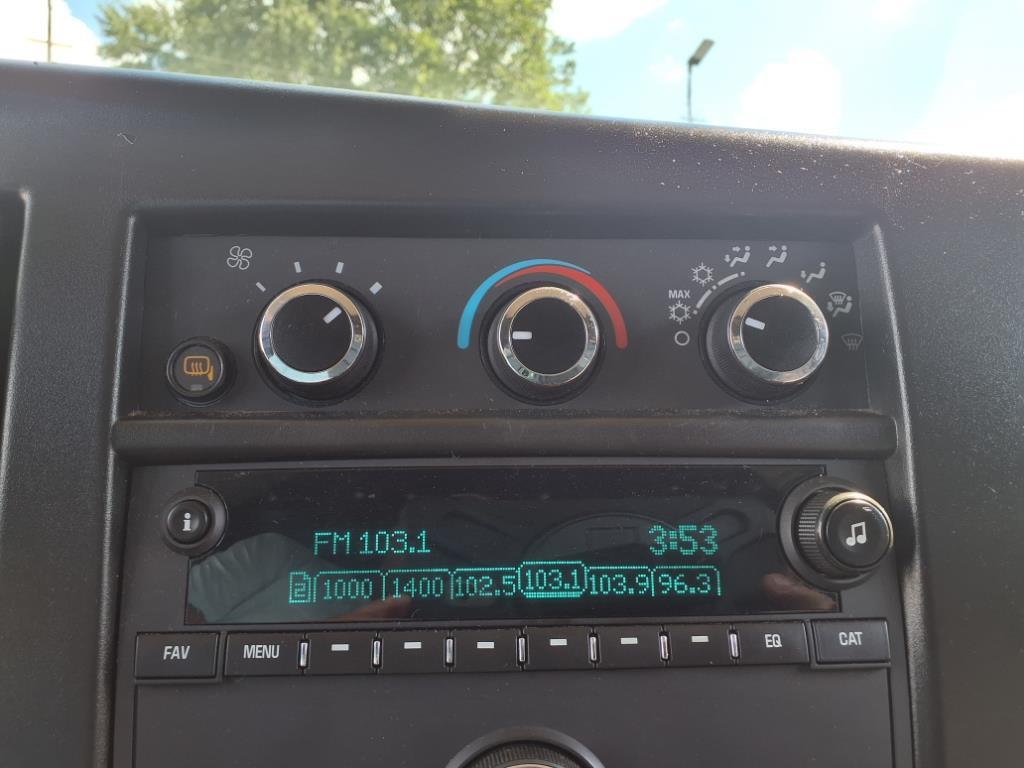 MAX
i
FM 103.1 3:53
2 1000 1400 102.5 103.1 103.9 96.3
FAV MENU EQ CAT